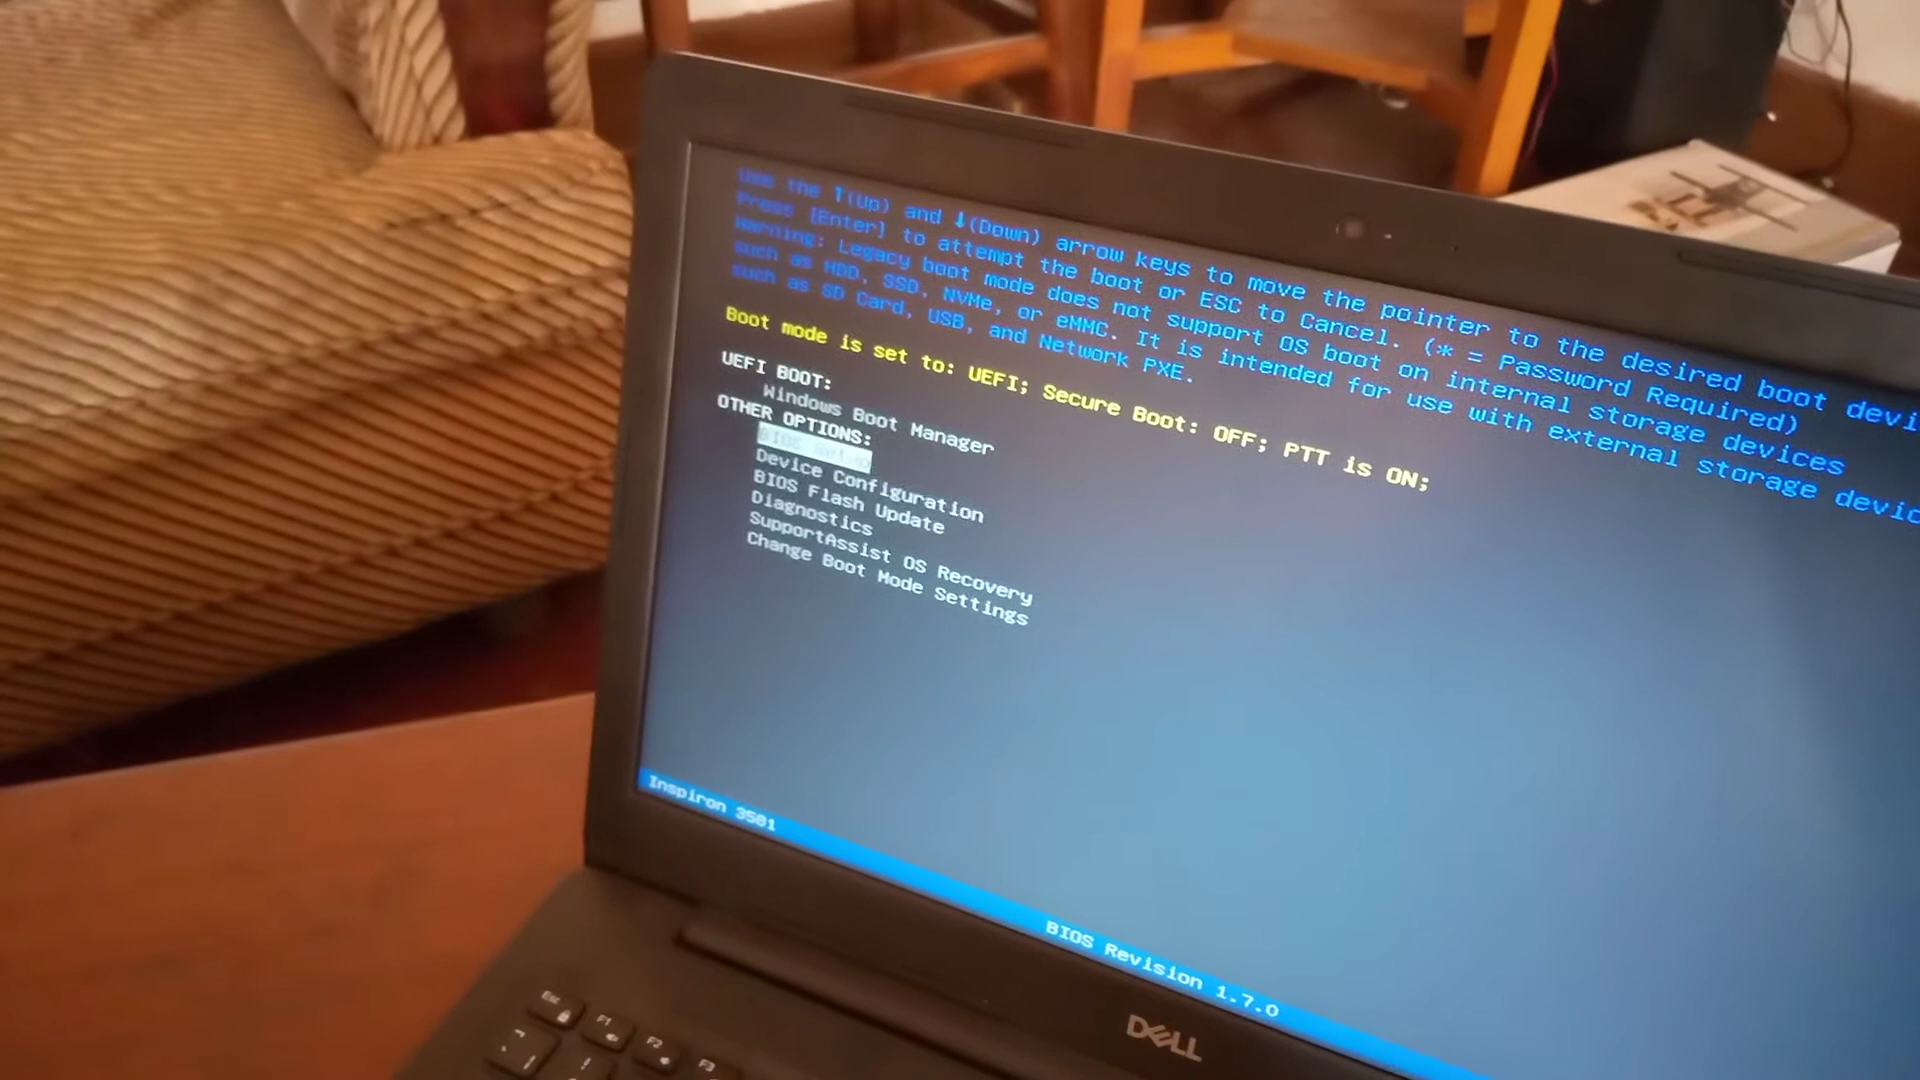 Use the ↑(Up) and ↓(Down) arrow keys to move the pointer to the desired boot devi
Press [Enter] to attempt the boot or ESC to Cancel. (* = Password Required)
Warning: Legacy boot mode does not support OS boot on internal storage devices
such as HDD, SSD, NVMe, or eMMC. It is intended for use with external storage devic
such as SD Card, USB, and Network PXE.
Boot mode is set to: UEFI; Secure Boot: OFF; PTT is ON;
UEFI BOOT:
Windows Boot Manager
OTHER OPTIONS:
BIOS Setup
Device Configuration
BIOS Flash Update
Diagnostics
SupportAssist OS Recovery
Change Boot Mode Settings
Inspiron 3581
BIOS Revision 1.7.0
DELL
Esc
F1
F2
F3